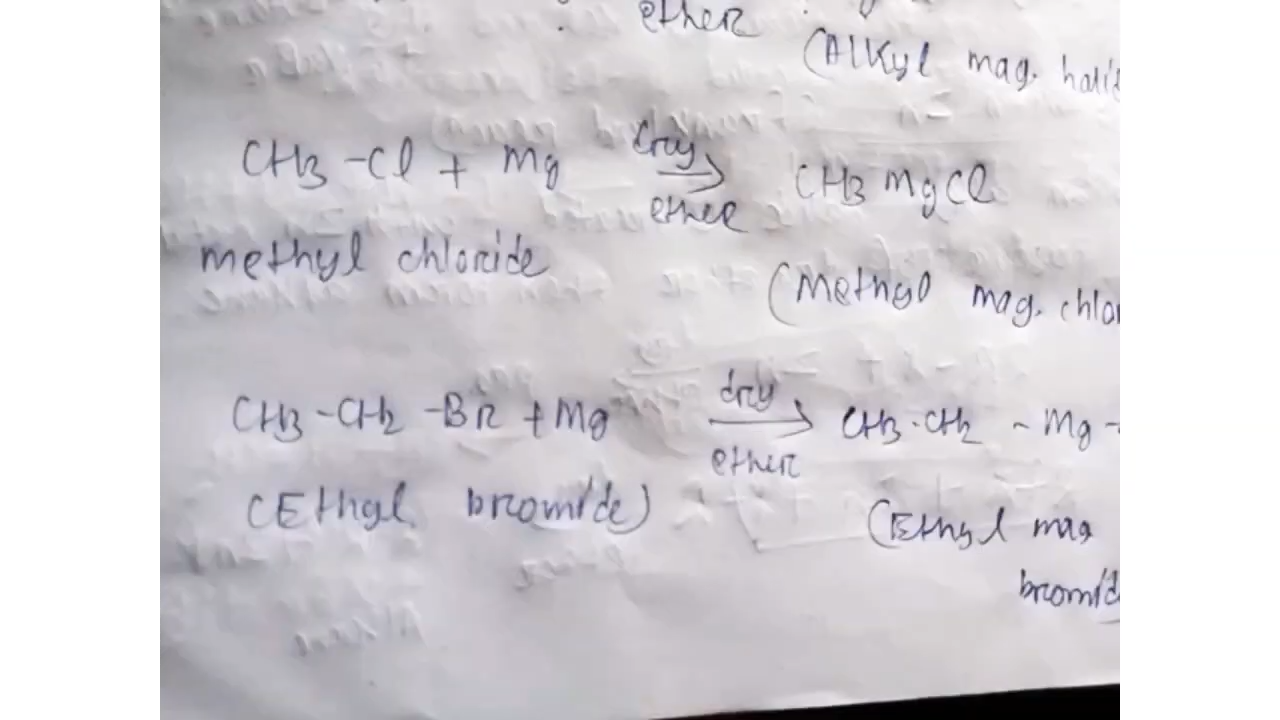 ether
(Alkyl mag. hali
CH3 -Cl + Mg dry ether CH3 MgCl
methyl chloride
(Methyl mag. chlo
CH3 -CH2 -Br + Mg dry ether CH3-CH2 - Mg -
(Ethyl bromide)
(Ethyl mag
bromid